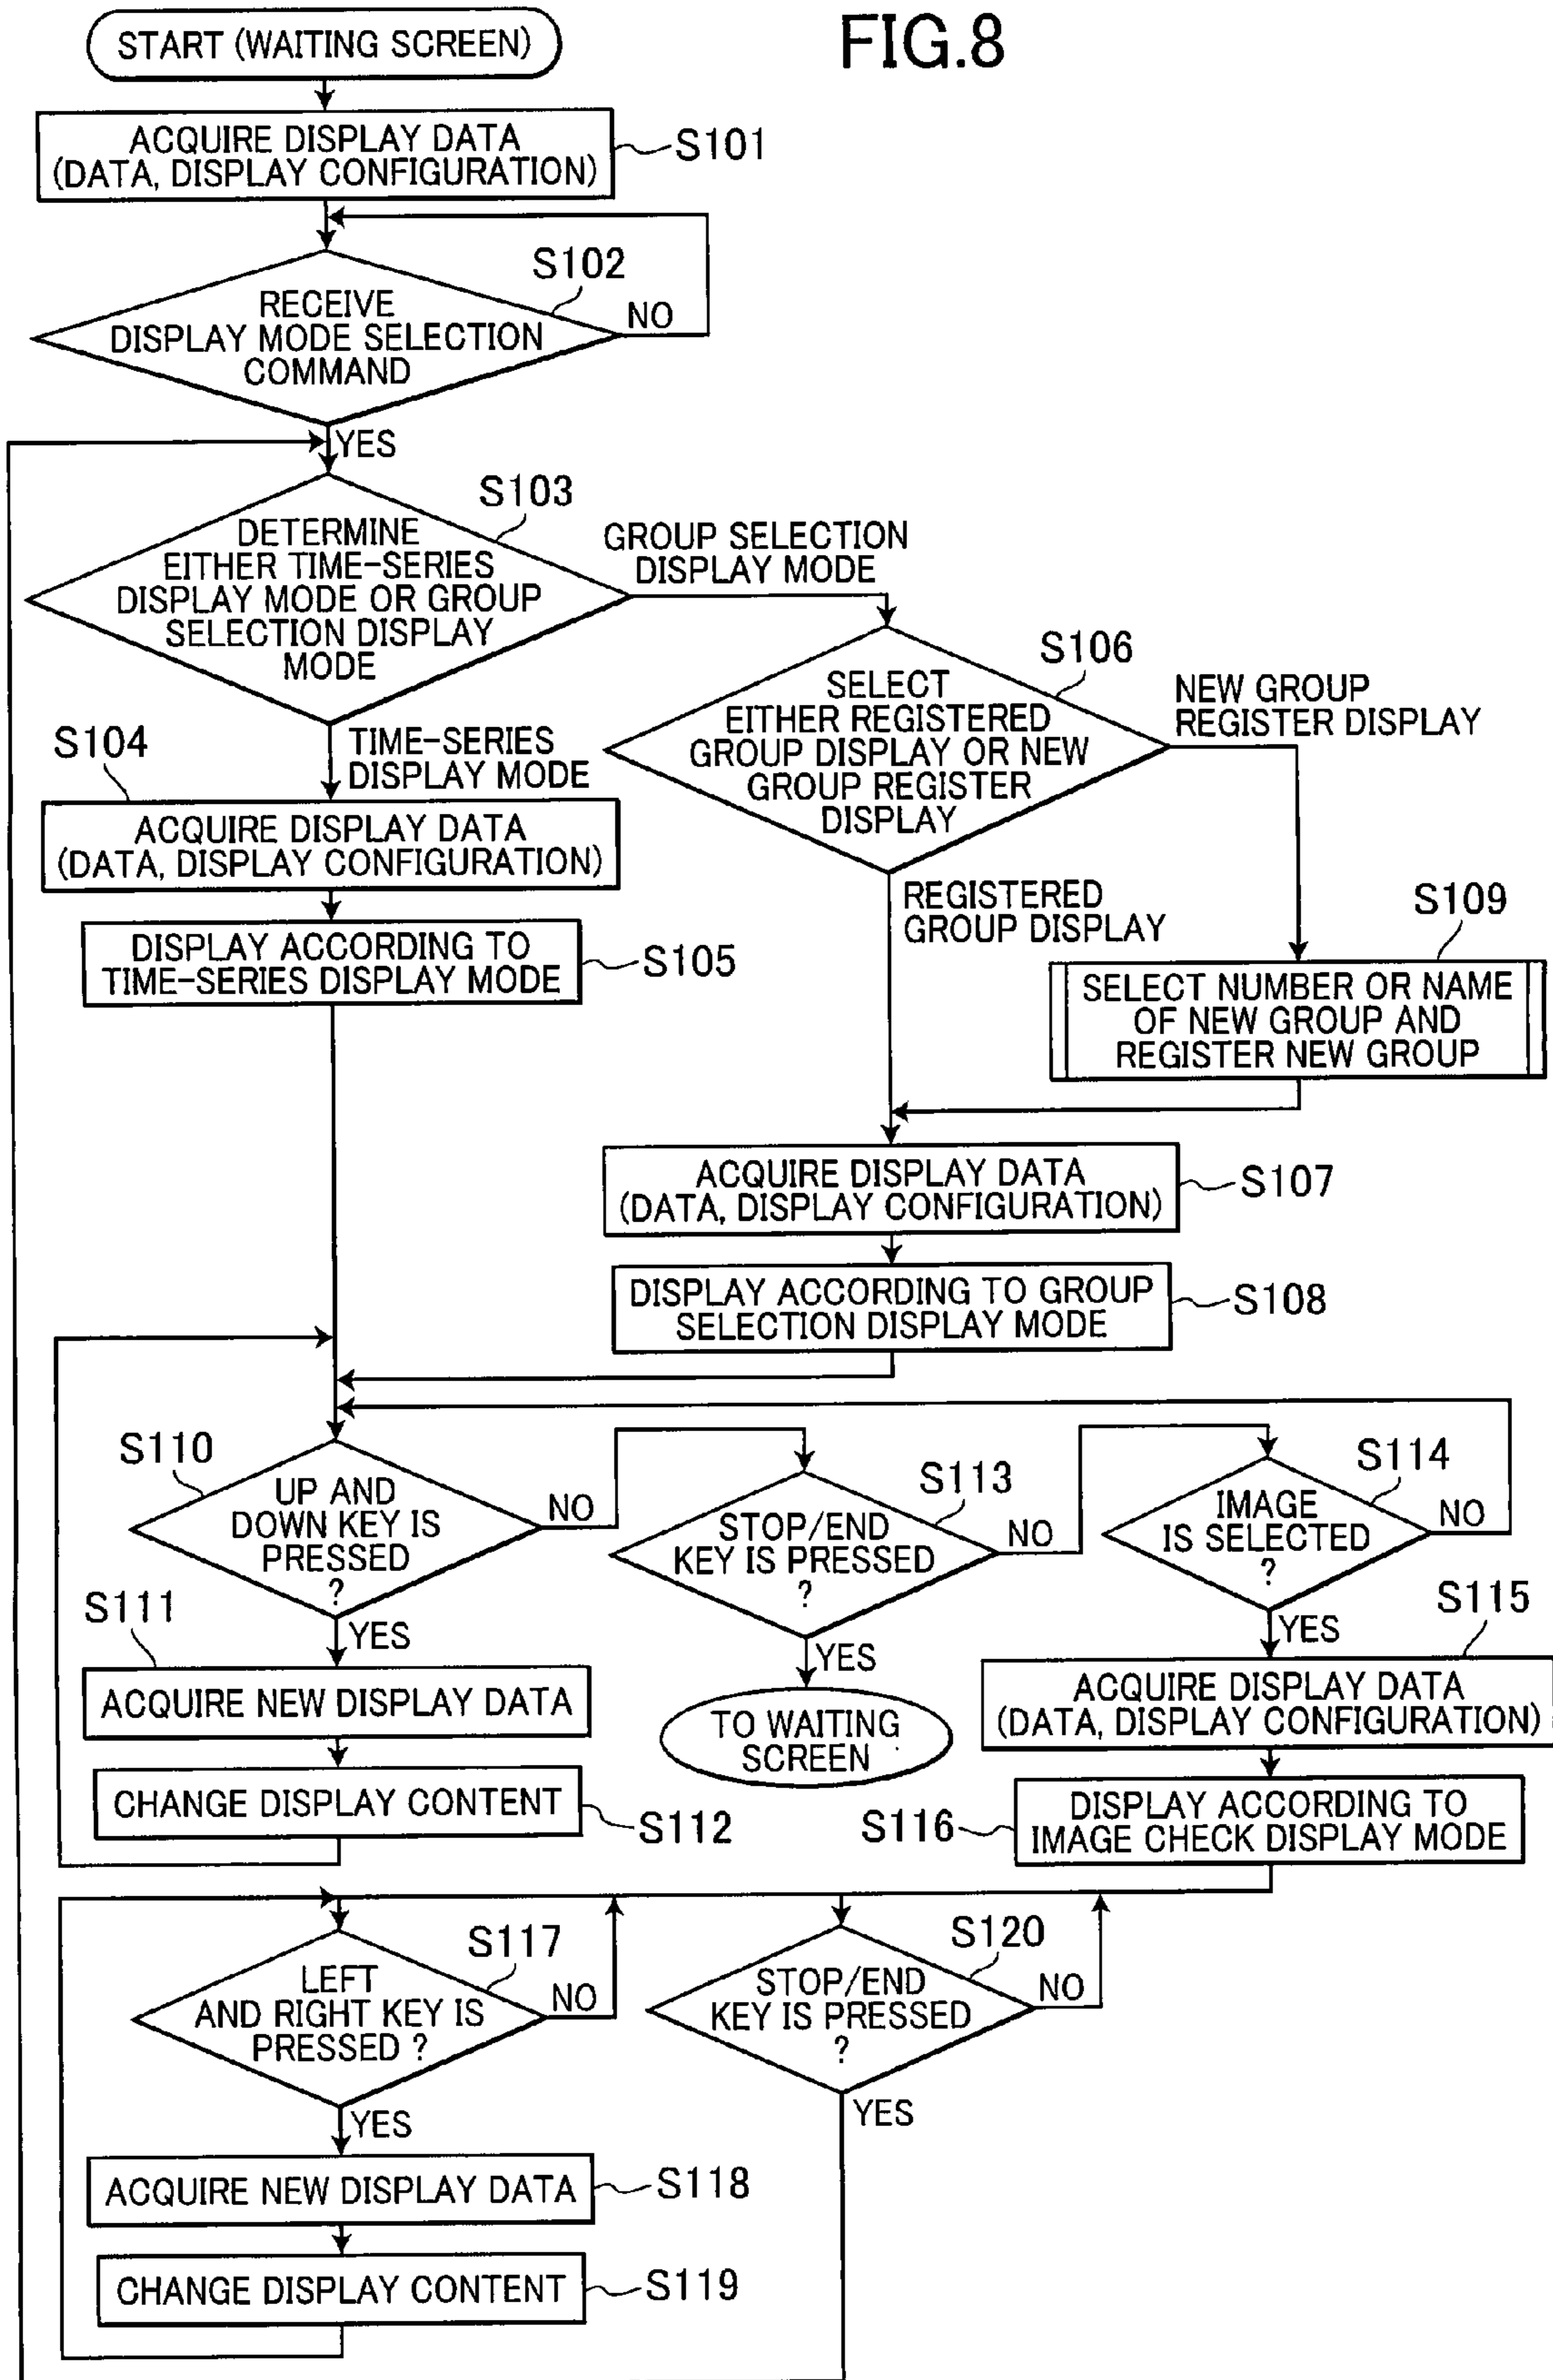 FIG.8
START (WAITING SCREEN)
ACQUIRE DISPLAY DATA
(DATA, DISPLAY CONFIGURATION)
S101
S102
RECEIVE
DISPLAY MODE SELECTION
COMMAND
NO
YES
S103
DETERMINE
EITHER TIME-SERIES
DISPLAY MODE OR GROUP
SELECTION DISPLAY
MODE
GROUP SELECTION
DISPLAY MODE
S106
SELECT
EITHER REGISTERED
GROUP DISPLAY OR NEW
GROUP REGISTER
DISPLAY
NEW GROUP
REGISTER DISPLAY
S104
TIME-SERIES
DISPLAY MODE
ACQUIRE DISPLAY DATA
(DATA, DISPLAY CONFIGURATION)
REGISTERED
GROUP DISPLAY
S109
DISPLAY ACCORDING TO
TIME-SERIES DISPLAY MODE
S105
SELECT NUMBER OR NAME
OF NEW GROUP AND
REGISTER NEW GROUP
ACQUIRE DISPLAY DATA
(DATA, DISPLAY CONFIGURATION)
S107
DISPLAY ACCORDING TO GROUP
SELECTION DISPLAY MODE
S108
S110
UP AND
DOWN KEY IS
PRESSED
?
NO
S113
STOP/END
KEY IS PRESSED
?
NO
S114
IMAGE
IS SELECTED
?
NO
S111
YES
YES
YES
S115
ACQUIRE NEW DISPLAY DATA
TO WAITING
SCREEN
ACQUIRE DISPLAY DATA
(DATA, DISPLAY CONFIGURATION)
CHANGE DISPLAY CONTENT
S112
S116
DISPLAY ACCORDING TO
IMAGE CHECK DISPLAY MODE
S117
LEFT
AND RIGHT KEY IS
PRESSED ?
NO
S120
STOP/END
KEY IS PRESSED
?
NO
YES
YES
ACQUIRE NEW DISPLAY DATA
S118
CHANGE DISPLAY CONTENT
S119